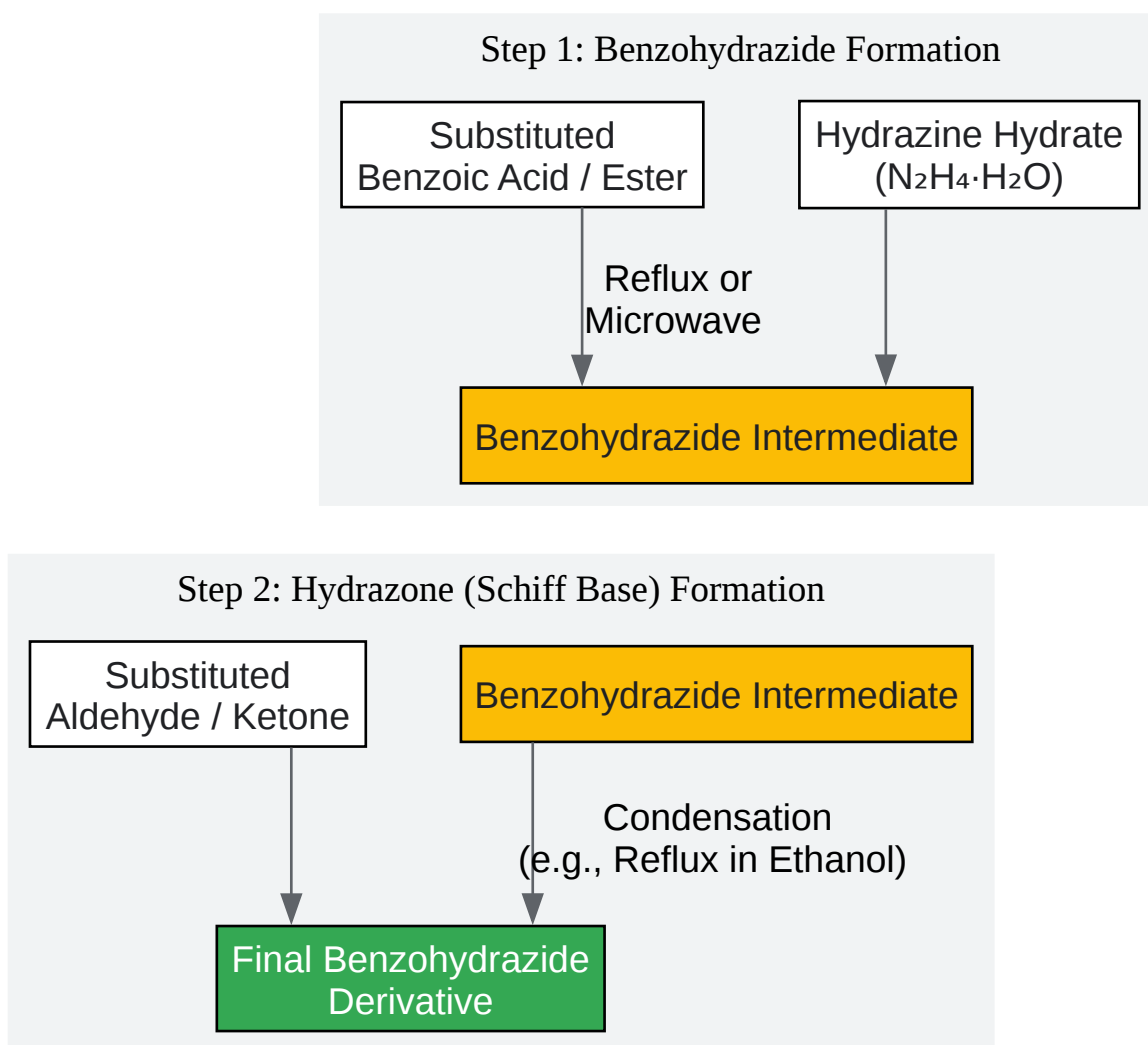 Step 1: Benzohydrazide Formation
Substituted
Benzoic Acid / Ester
Hydrazine Hydrate
(N₂H₄·H₂O)
Reflux or
Microwave
Benzohydrazide Intermediate
Step 2: Hydrazone (Schiff Base) Formation
Substituted
Aldehyde / Ketone
Benzohydrazide Intermediate
Condensation
(e.g., Reflux in Ethanol)
Final Benzohydrazide
Derivative